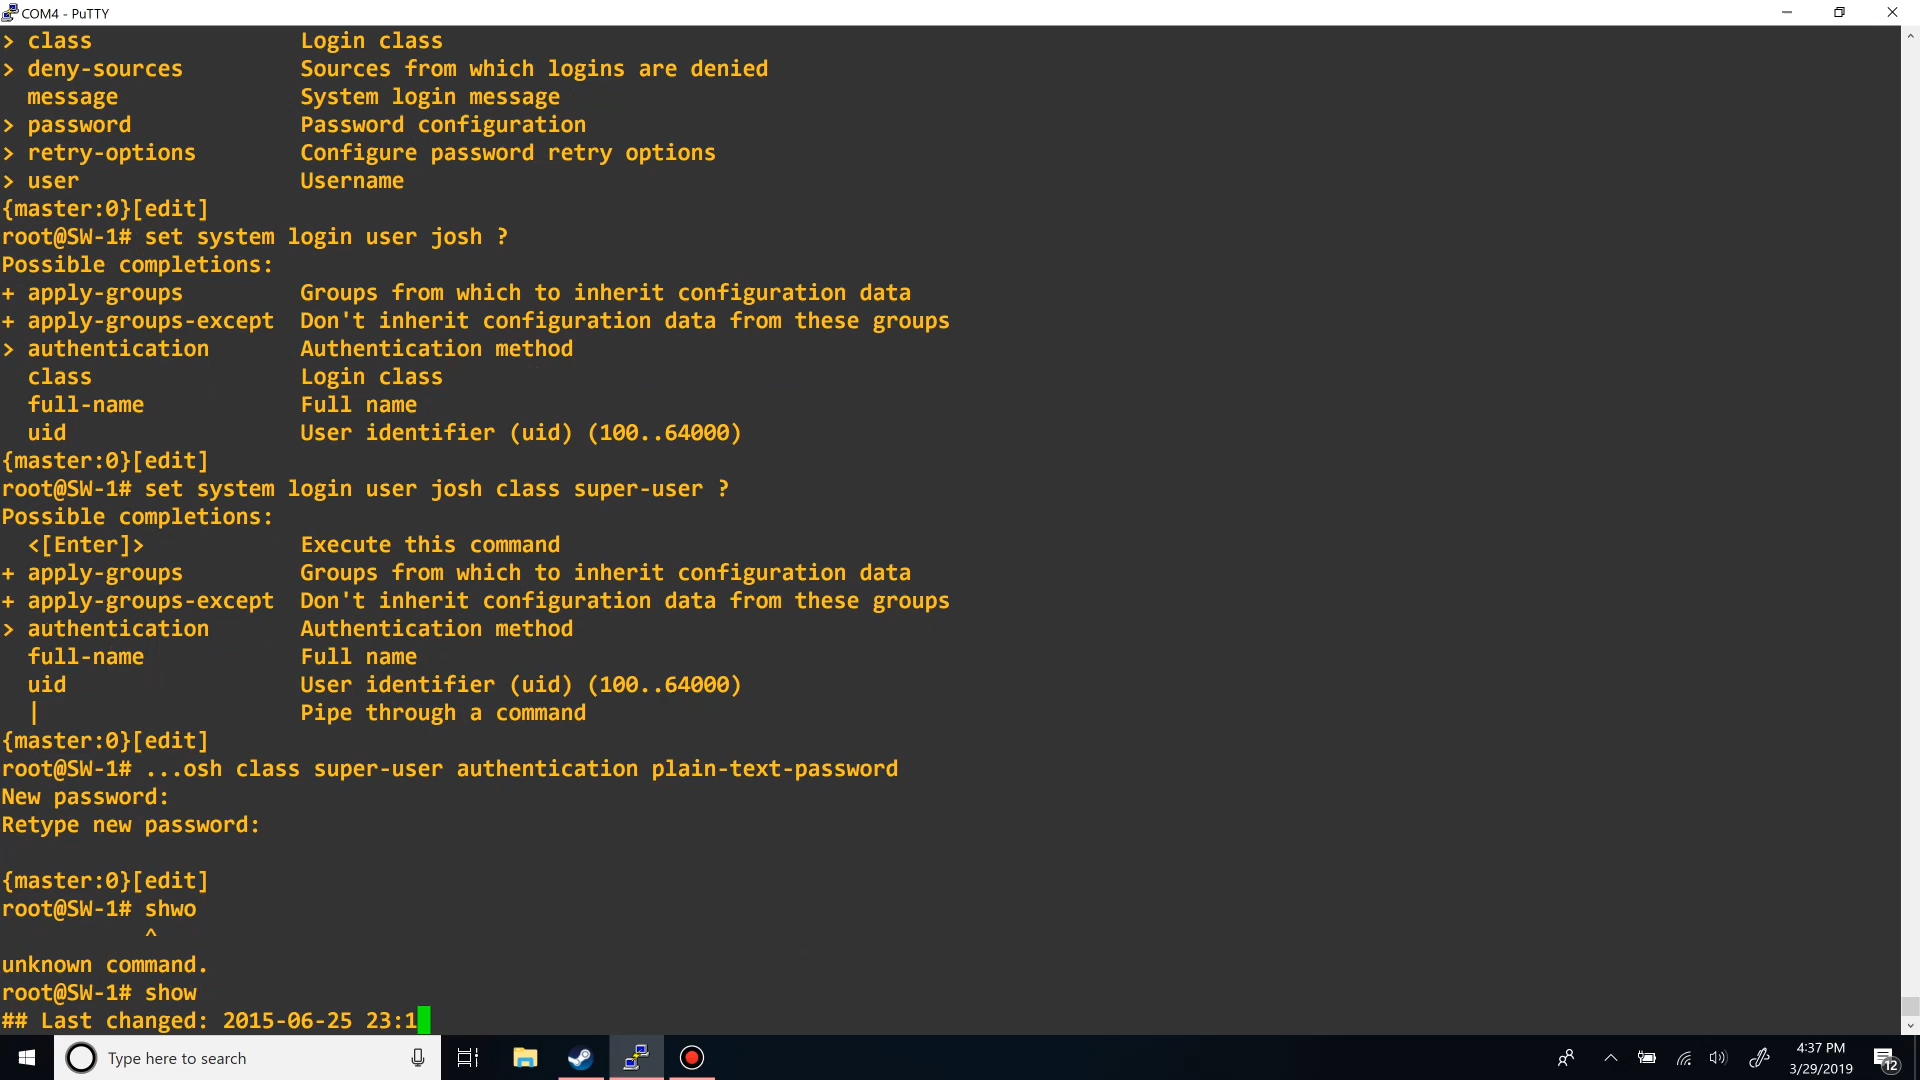 COM4 - PuTTY
> class Login class
> deny-sources Sources from which logins are denied
message System login message
> password Password configuration
> retry-options Configure password retry options
> user Username
{master:0}[edit]
root@SW-1# set system login user josh ?
Possible completions:
+ apply-groups Groups from which to inherit configuration data
+ apply-groups-except Don't inherit configuration data from these groups
> authentication Authentication method
class Login class
full-name Full name
uid User identifier (uid) (100..64000)
{master:0}[edit]
root@SW-1# set system login user josh class super-user ?
Possible completions:
<[Enter]> Execute this command
+ apply-groups Groups from which to inherit configuration data
+ apply-groups-except Don't inherit configuration data from these groups
> authentication Authentication method
full-name Full name
uid User identifier (uid) (100..64000)
| Pipe through a command
{master:0}[edit]
root@SW-1# ...osh class super-user authentication plain-text-password
New password:
Retype new password:
{master:0}[edit]
root@SW-1# shwo
^
unknown command.
root@SW-1# show
## Last changed: 2015-06-25 23:1
Type here to search
4:37 PM
3/29/2019
12